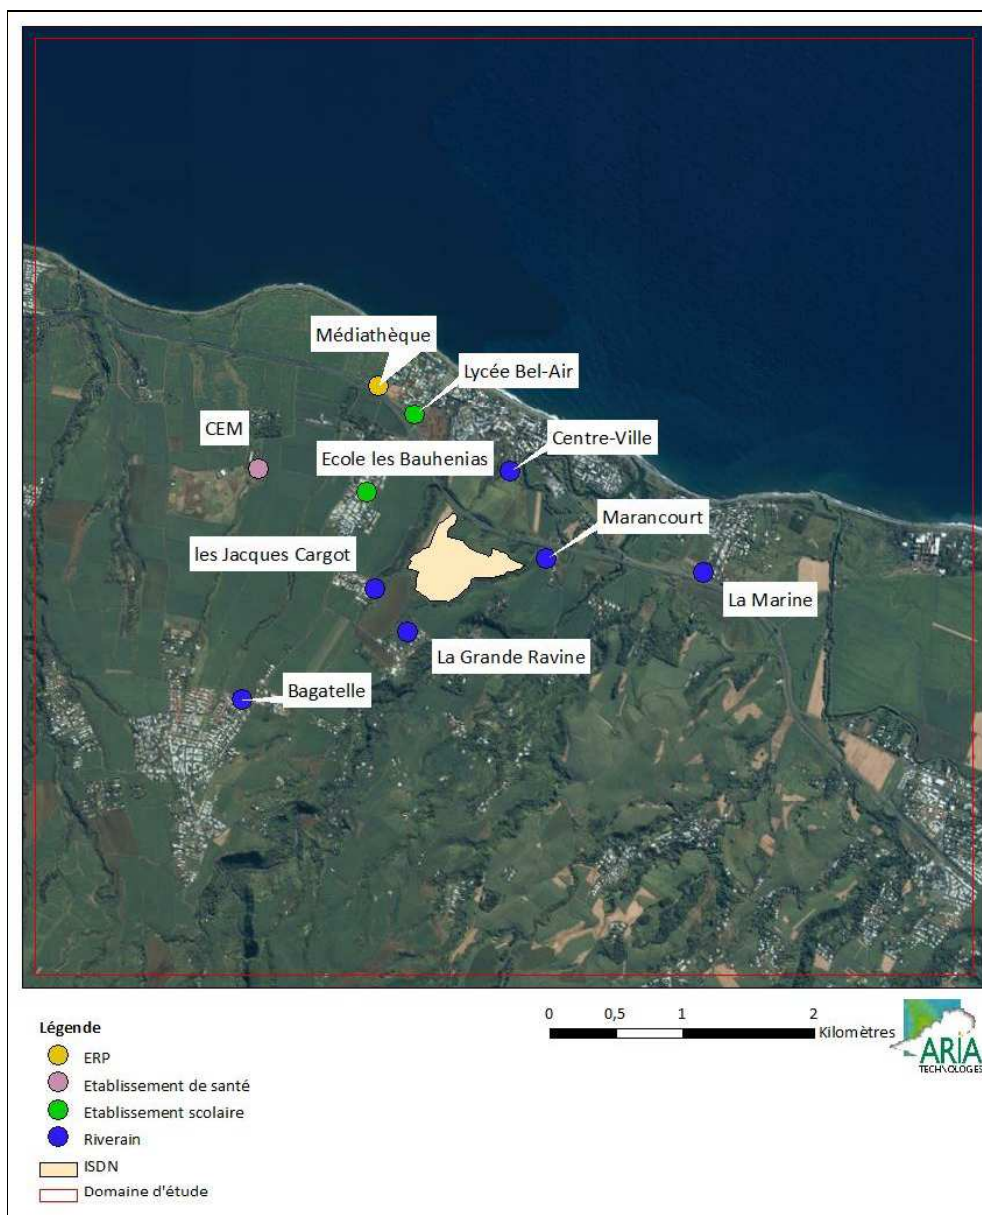 Médiathèque
Lycée Bel-Air
CEM
Centre-Ville
Ecole les Bauhenias
Marancourt
les Jacques Cargot
La Marine
La Grande Ravine
Bagatelle
0 0,5 1 2
Kilomètres
Légende
ERP
Etablissement de santé
Etablissement scolaire
Riverain
ISDN
Domaine d'étude
ARIA
TECHNOLOGIES